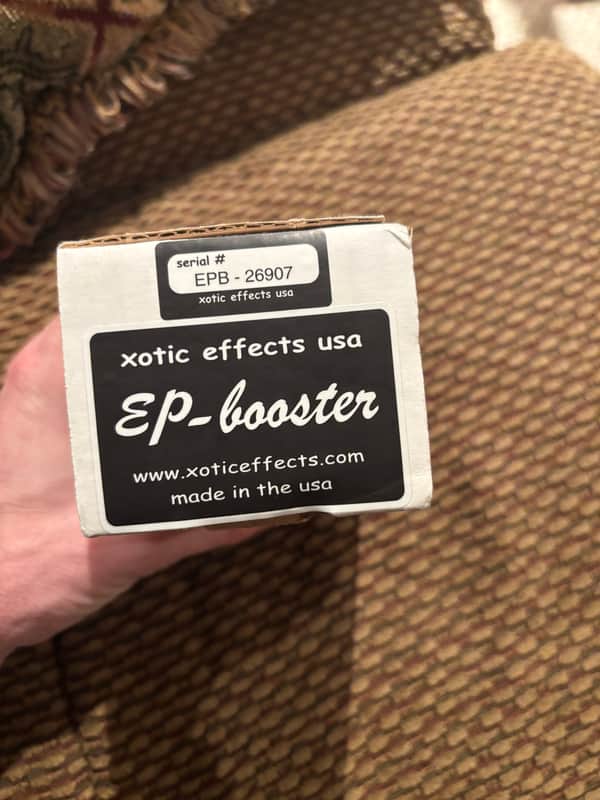 serial #
EPB - 26907
xotic effects usa
xotic effects usa
EP-booster
www.xoticeffects.com
made in the usa